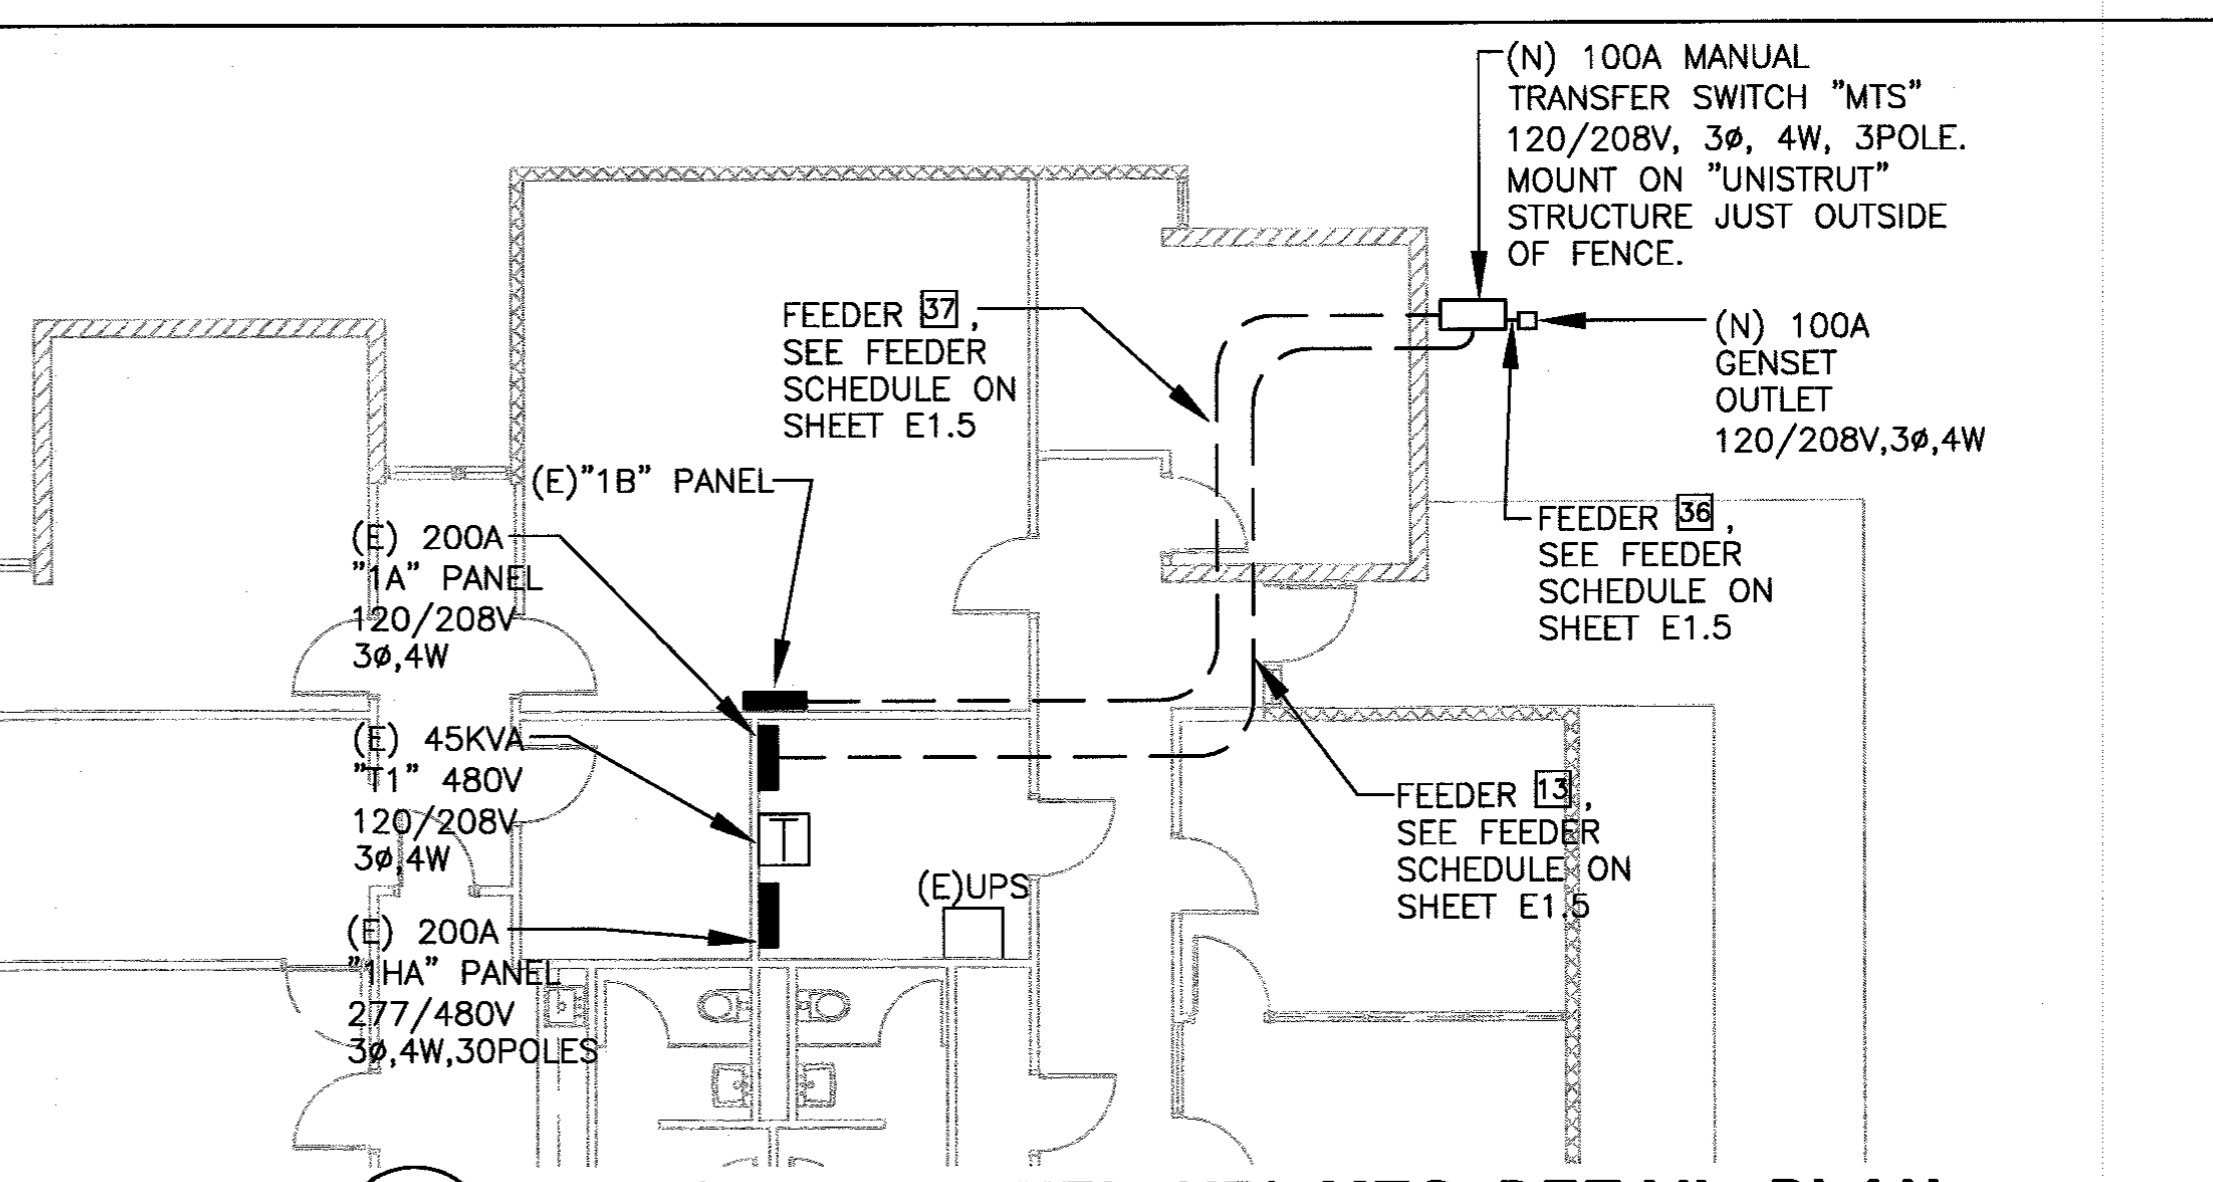 (N) 100A MANUAL
TRANSFER SWITCH "MTS"
120/208V, 3ø, 4W, 3POLE.
MOUNT ON "UNISTRUT"
STRUCTURE JUST OUTSIDE
OF FENCE.
FEEDER 37,
SEE FEEDER
SCHEDULE ON
SHEET E1.5
(N) 100A
GENSET
OUTLET
120/208V,3ø,4W
(E)"1B" PANEL
FEEDER 36,
SEE FEEDER
SCHEDULE ON
SHEET E1.5
(E) 200A
"1A" PANEL
120/208V
3ø,4W
(E) 45KVA
"T1" 480V
120/208V
3ø,4W
T
FEEDER 13,
SEE FEEDER
SCHEDULE ON
SHEET E1.5
(E)UPS
(E) 200A
"1HA" PANEL
277/480V
3ø,4W,30POLES
PLAN